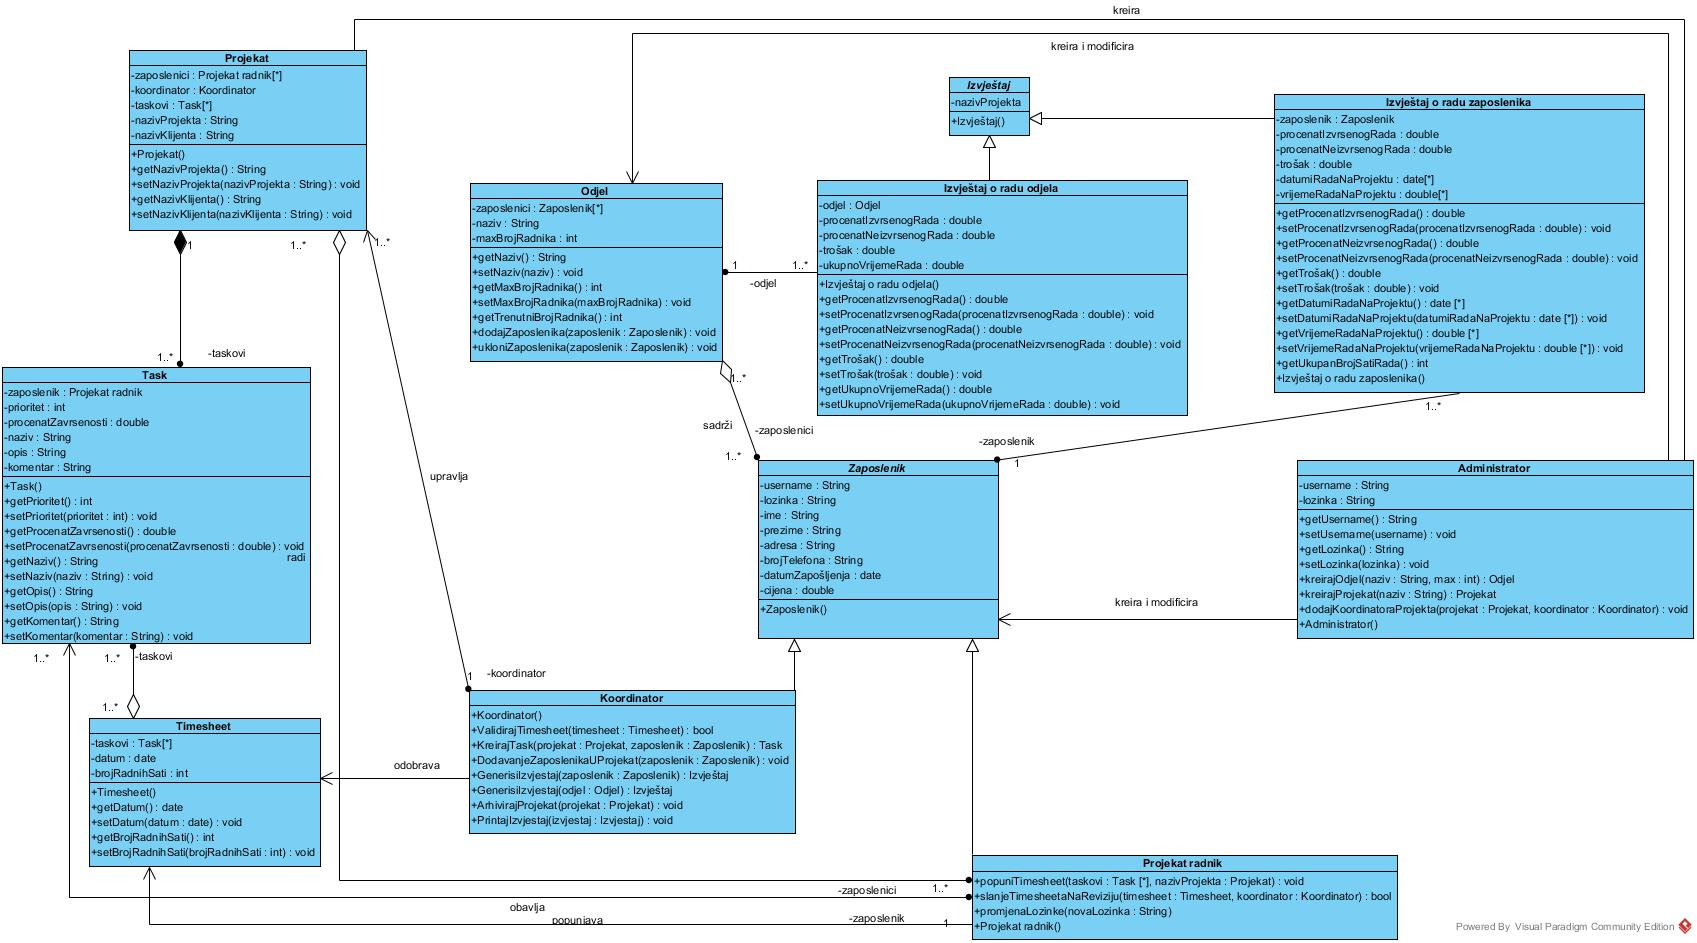 kreira
kreira i modificira
Projekat
-zaposlenici : Projekat radnik[*]
-koordinator : Koordinator
-taskovi : Task[*]
-nazivProjekta : String
-nazivKlijenta : String
+Projekat()
+getNazivProjekta() : String
+setNazivProjekta(nazivProjekta : String) : void
+getNazivKlijenta() : String
+setNazivKlijenta(nazivKlijenta : String) : void
1
1..*
1..*
1..*
-taskovi
Izvještaj
-nazivProjekta
+Izvještaj()
Izvještaj o radu zaposlenika
-zaposlenik : Zaposlenik
-procenatIzvrsenogRada : double
-procenatNeizvrsenogRada : double
-trošak : double
-datumiRadaNaProjektu : date[*]
-vrijemeRadaNaProjektu : double[*]
+getProcenatIzvrsenogRada() : double
+setProcenatIzvrsenogRada(procenatIzvrsenogRada : double) : void
+getProcenatNeizvrsenogRada() : double
+setProcenatNeizvrsenogRada(procenatNeizvrsenogRada : double) : void
+getTrošak() : double
+setTrošak(trošak : double) : void
+getDatumiRadaNaProjektu() : date [*]
+setDatumiRadaNaProjektu(datumiRadaNaProjektu : date [*]) : void
+getVrijemeRadaNaProjektu() : double [*]
+setVrijemeRadaNaProjektu(vrijemeRadaNaProjektu : double [*]) : void
+getUkupanBrojSatiRada() : int
+Izvještaj o radu zaposlenika()
1..*
Odjel
-zaposlenici : Zaposlenik[*]
-naziv : String
-maxBrojRadnika : int
+getNaziv() : String
+setNaziv(naziv) : void
+getMaxBrojRadnika() : int
+setMaxBrojRadnika(maxBrojRadnika) : void
+getTrenutniBrojRadnika() : int
+dodajZaposlenika(zaposlenik : Zaposlenik) : void
+ukloniZaposlenika(zaposlenik : Zaposlenik) : void
1
1..*
-odjel
Izvještaj o radu odjela
-odjel : Odjel
-procenatIzvrsenogRada : double
-procenatNeizvrsenogRada : double
-trošak : double
-ukupnoVrijemeRada : double
+Izvještaj o radu odjela()
+getProcenatIzvrsenogRada() : double
+setProcenatIzvrsenogRada(procenatIzvrsenogRada : double) : void
+getProcenatNeizvrsenogRada() : double
+setProcenatNeizvrsenogRada(procenatNeizvrsenogRada : double) : void
+getTrošak() : double
+setTrošak(trošak : double) : void
+getUkupnoVrijemeRada() : double
+setUkupnoVrijemeRada(ukupnoVrijemeRada : double) : void
1..*
sadrži
-zaposlenici
1..*
-zaposlenik
1
Task
-zaposlenik : Projekat radnik
-prioritet : int
-procenatZavrsenosti : double
-naziv : String
-opis : String
-komentar : String
+Task()
+getPrioritet() : int
+setPrioritet(prioritet : int) : void
+getProcenatZavrsenosti() : double
+setProcenatZavrsenosti(procenatZavrsenosti : double) : void
radi
+getNaziv() : String
+setNaziv(naziv : String) : void
+getOpis() : String
+setOpis(opis : String) : void
+getKomentar() : String
+setKomentar(komentar : String) : void
upravlja
Zaposlenik
-username : String
-lozinka : String
-ime : String
-prezime : String
-adresa : String
-brojTelefona : String
-datumZapošljenja : date
-cijena : double
+Zaposlenik()
Administrator
-username : String
-lozinka : String
+getUsername() : String
+setUsername(username) : void
+getLozinka() : String
+setLozinka(lozinka) : void
+kreirajOdjel(naziv : String, max : int) : Odjel
+kreirajProjekat(naziv : String) : Projekat
+dodajKoordinatoraProjekta(projekat : Projekat, koordinator : Koordinator) : void
+Administrator()
kreira i modificira
1..*
1..*
-taskovi
1..*
1
-koordinator
Koordinator
+Koordinator()
+ValidirajTimesheet(timesheet : Timesheet) : bool
+KreirajTask(projekat : Projekat, zaposlenik : Zaposlenik) : Task
+DodavanjeZaposlenikaUProjekat(zaposlenik : Zaposlenik) : void
+GenerisiIzvjestaj(zaposlenik : Zaposlenik) : Izvještaj
+GenerisiIzvjestaj(odjel : Odjel) : Izvještaj
+ArhivirajProjekat(projekat : Projekat) : void
+PrintajIzvjestaj(izvjestaj : Izvještaj) : void
odobrava
Timesheet
-taskovi : Task[*]
-datum : date
-brojRadnihSati : int
+Timesheet()
+getDatum() : date
+setDatum(datum : date) : void
+getBrojRadnihSati() : int
+setBrojRadnihSati(brojRadnihSati : int) : void
Projekat radnik
+popuniTimesheet(taskovi : Task [*], nazivProjekta : Projekat) : void
+slanjeTimesheetaNaReviziju(timesheet : Timesheet, koordinator : Koordinator) : bool
+promjenaLozinke(novaLozinka : String)
+Projekat radnik()
-zaposlenici
1..*
obavlja
popunjava
-zaposlenik
1
Powered By Visual Paradigm Community Edition